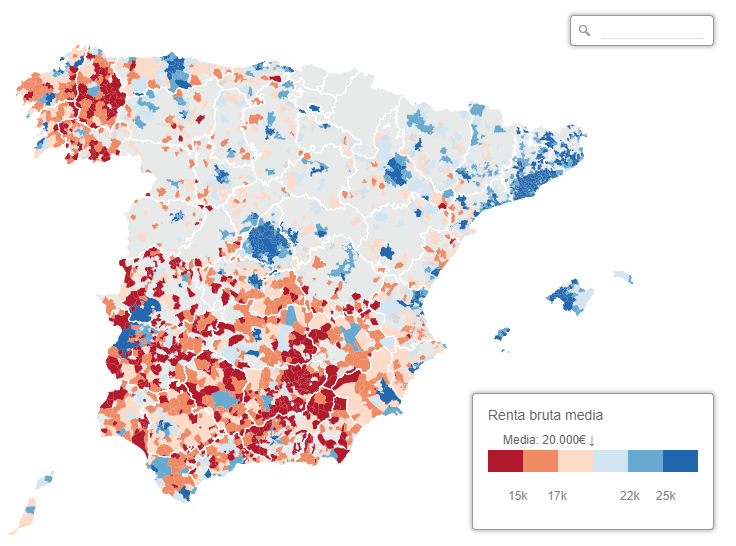 Renta bruta media
Media: 20.000€ ↓
15k 17k 22k 25k